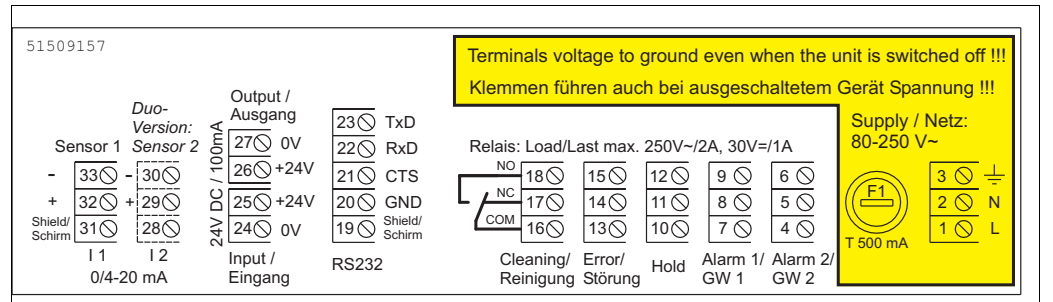 51509157
Terminals voltage to ground even when the unit is switched off !!!
Klemmen führen auch bei ausgeschaltetem Gerät Spannung !!!
Sensor 1
- 33
+ 32
Shield/
Schirm 31
I 1
Duo-
Version:
Sensor 2
- 30
+ 29
28
I 2
0/4-20 mA
24V DC / 100mA
Output /
Ausgang
27 0V
26 +24V
25 +24V
24 0V
Input /
Eingang
23 TxD
22 RxD
21 CTS
20 GND
19 Shield/
Schirm
RS232
Relais: Load/Last max. 250V~/2A, 30V=/1A
NO 18 15 12 9 6
NC 17 14 11 8 5
COM 16 13 10 7 4
Cleaning/
Reinigung
Error/
Störung
Hold
Alarm 1/
GW 1
Alarm 2/
GW 2
Supply / Netz:
80-250 V~
F1
T 500 mA
3
2 N
1 L